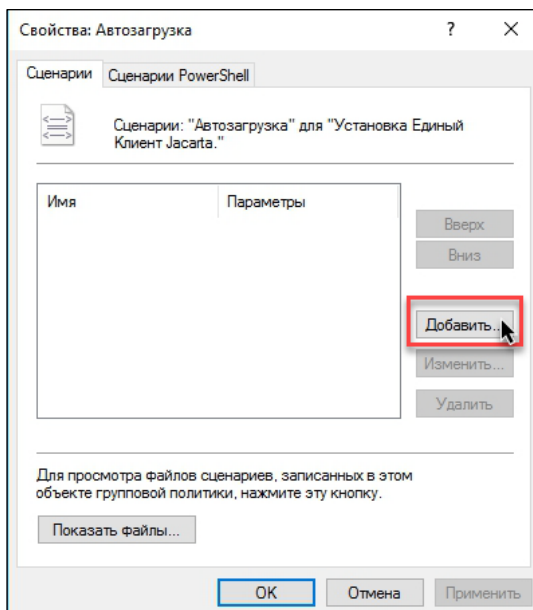 Свойства: Автозагрузка
?
Сценарии
Сценарии PowerShell
Сценарии: "Автозагрузка" для "Установка Единый
Клиент Jacarta."
Имя
Параметры
Вверх
Вниз
Добавить...
Изменить...
Удалить
Для просмотра файлов сценариев, записанных в этом
объекте групповой политики, нажмите эту кнопку.
Показать файлы...
OK
Отмена
Применить